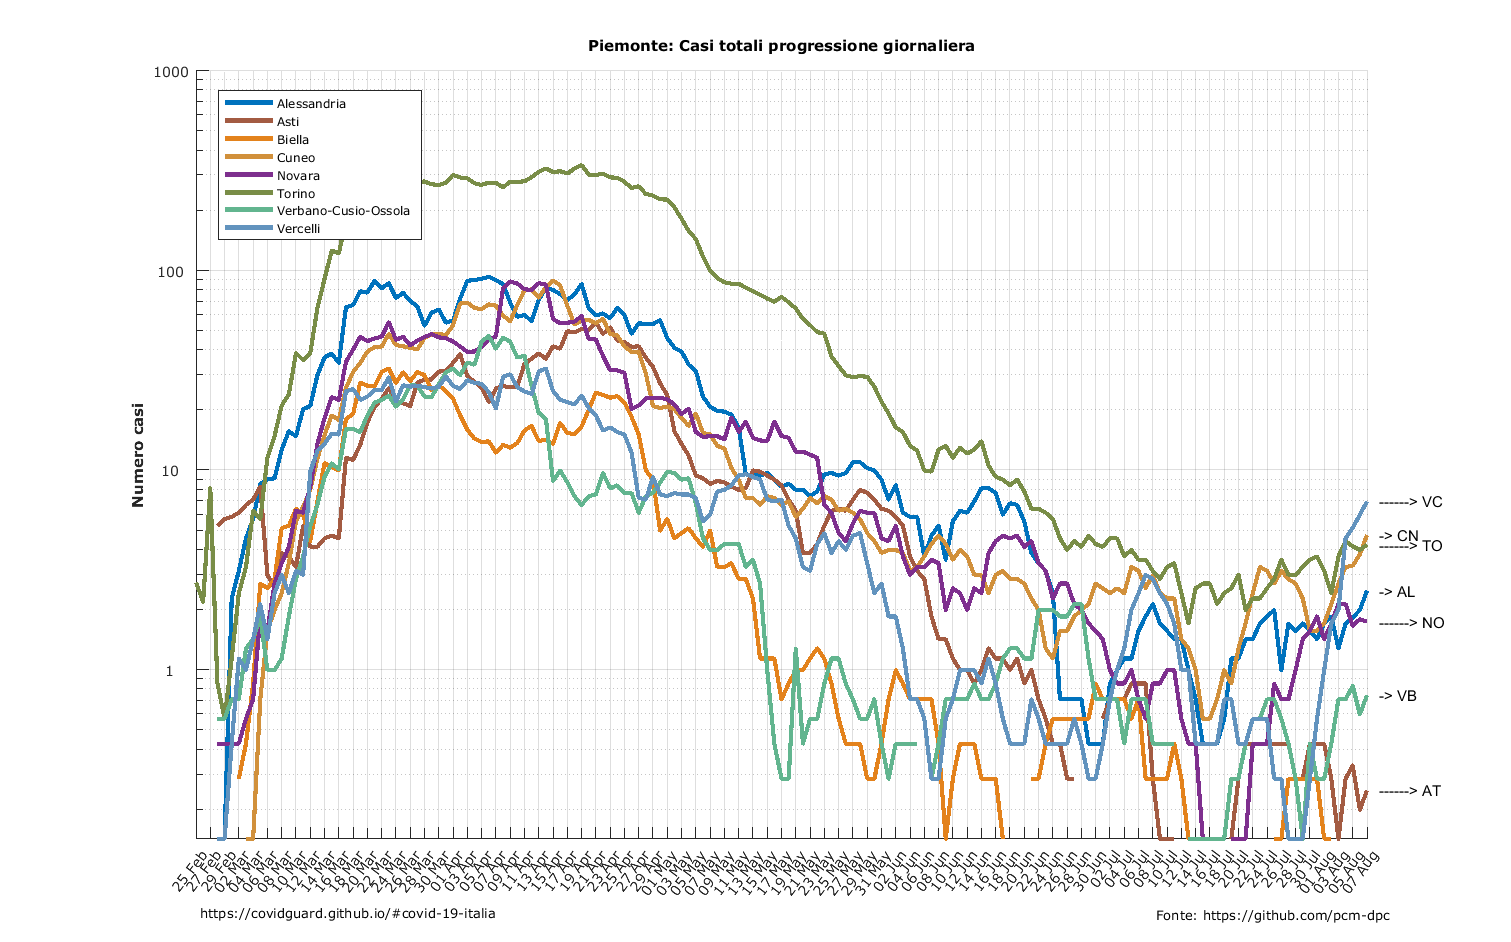 Piemonte: Casi totali progressione giornaliera
1000
100
10
1
Numero casi
Alessandria
Asti
Biella
Cuneo
Novara
Torino
Verbano-Cusio-Ossola
Vercelli
------> VC
-> CN
------> TO
-> AL
------> NO
-> VB
------> AT
25 Feb
27 Feb
29 Feb
02 Mar
04 Mar
06 Mar
08 Mar
10 Mar
12 Mar
14 Mar
16 Mar
18 Mar
20 Mar
22 Mar
24 Mar
26 Mar
28 Mar
30 Mar
01 Apr
03 Apr
05 Apr
07 Apr
09 Apr
11 Apr
13 Apr
15 Apr
17 Apr
19 Apr
21 Apr
23 Apr
25 Apr
27 Apr
29 Apr
01 May
03 May
05 May
07 May
09 May
11 May
13 May
15 May
17 May
19 May
21 May
23 May
25 May
27 May
29 May
31 May
02 Jun
04 Jun
06 Jun
08 Jun
10 Jun
12 Jun
14 Jun
16 Jun
18 Jun
20 Jun
22 Jun
24 Jun
26 Jun
28 Jun
30 Jun
02 Jul
04 Jul
06 Jul
08 Jul
10 Jul
12 Jul
14 Jul
16 Jul
18 Jul
20 Jul
22 Jul
24 Jul
26 Jul
28 Jul
30 Jul
01 Aug
03 Aug
05 Aug
07 Aug
https://covidguard.github.io/#covid-19-italia
Fonte: https://github.com/pcm-dpc